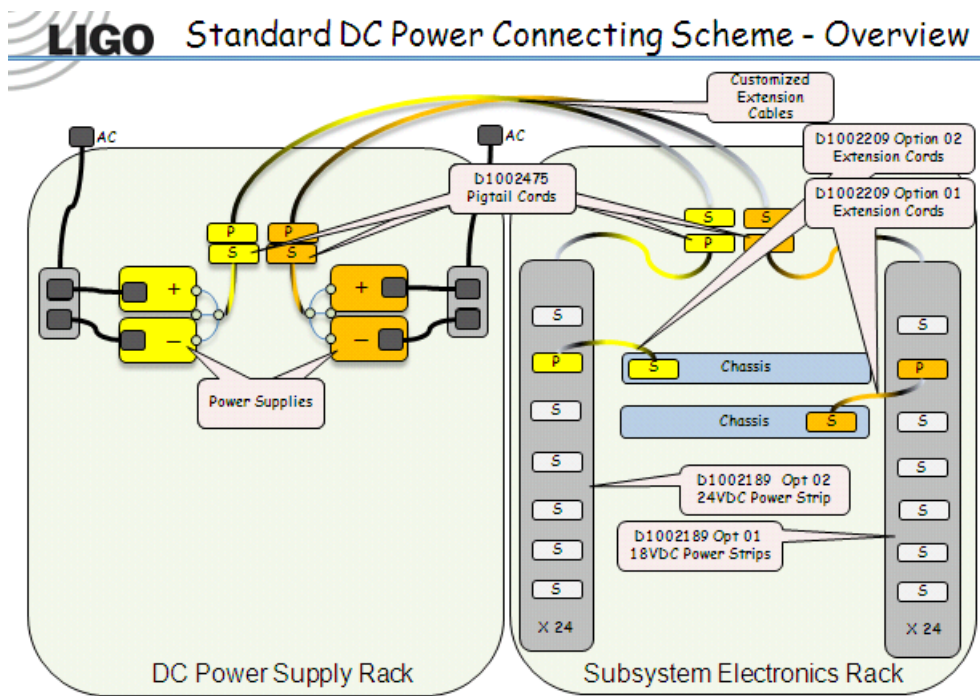 LIGO Standard DC Power Connecting Scheme - Overview
Customized
Extension
Cables
AC
AC
D1002209 Option 02
Extension Cords
D1002475
Pigtail Cords
D1002209 Option 01
Extension Cords
P
P
S
S
S
S
P
+
-
+
-
Power Supplies
S
S
P
S
Chassis
P
S
Chassis
S
S
S
S
D1002189 Opt 02
24VDC Power Strip
S
S
D1002189 Opt 01
18VDC Power Strips
S
S
S
S
X 24
X 24
DC Power Supply Rack
Subsystem Electronics Rack